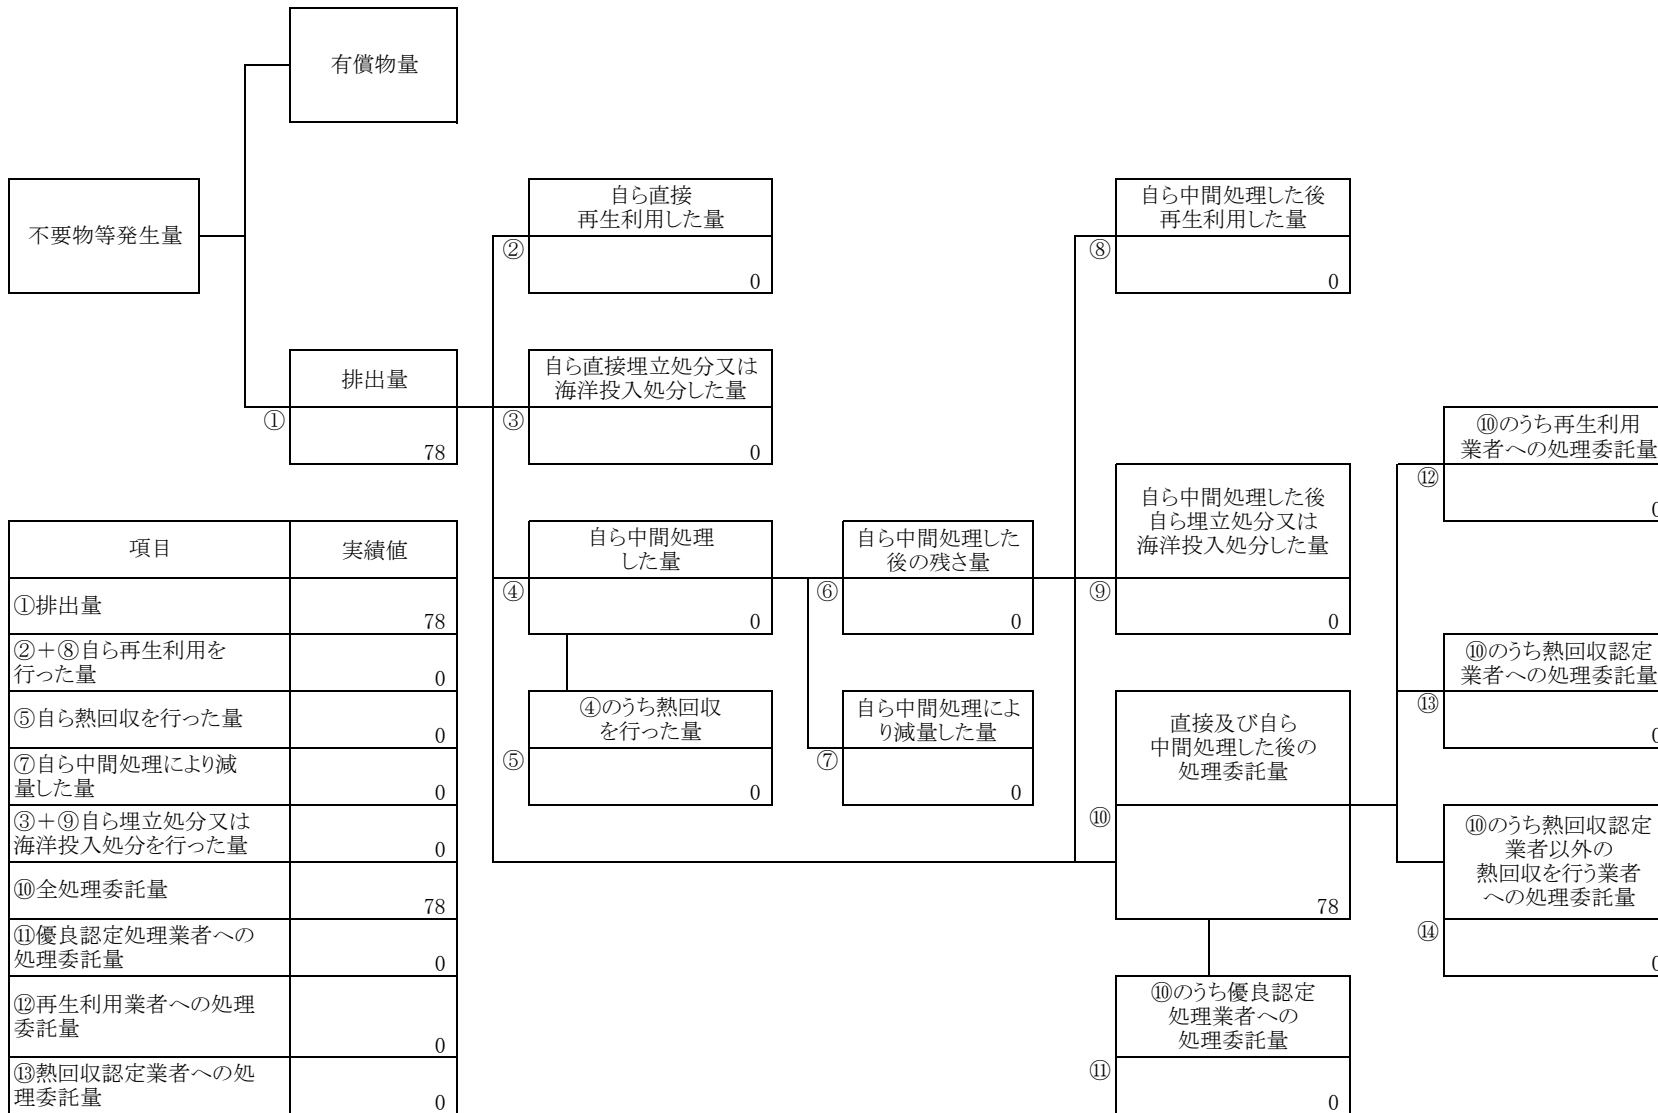 有償物量
不要物等発生量
自ら直接
再生利用した量
②
0
自ら中間処理した後
再生利用した量
⑧
0
排出量
①
78
自ら直接埋立処分又は
海洋投入処分した量
③
0
⑩のうち再生利用
業者への処理委託量
⑫
0
自ら中間処理した後
自ら埋立処分又は
海洋投入処分した量
⑨
0
自ら中間処理
した量
④
0
自ら中間処理した
後の残さ量
⑥
0
⑩のうち熱回収認定
業者への処理委託量
⑬
0
④のうち熱回収
を行った量
⑤
0
自ら中間処理によ
り減量した量
⑦
0
直接及び自ら
中間処理した後の
処理委託量
⑩
78
⑩のうち熱回収認定
業者以外の
熱回収を行う業者
への処理委託量
⑭
0
⑩のうち優良認定
処理業者への
処理委託量
⑪
0
項目 実績値
①排出量 78
②+⑧自ら再生利用を
行った量 0
⑤自ら熱回収を行った量 0
⑦自ら中間処理により減
量した量 0
③+⑨自ら埋立処分又は
海洋投入処分を行った量 0
⑩全処理委託量 78
⑪優良認定処理業者への
処理委託量 0
⑫再生利用業者への処理
委託量 0
⑬熱回収認定業者への処
理委託量 0